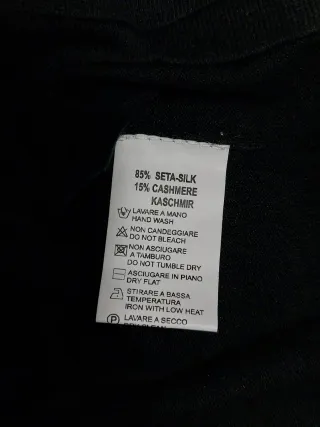 85% SETA-SILK
15% CASHMERE
KASCHMIR
LAVARE A MANO
HAND WASH
NON CANDEGGIARE
DO NOT BLEACH
NON ASCIUGARE
A TAMBURO
DO NOT TUMBLE DRY
ASCIUGARE IN PIANO
DRY FLAT
STIRARE A BASSA
TEMPERATURA
IRON WITH LOW HEAT
P LAVARE A SECCO